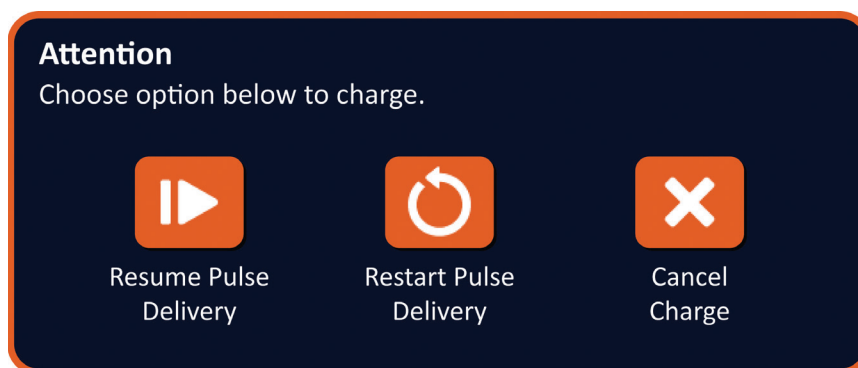 Attention
Choose option below to charge.
Resume Pulse
Delivery
Restart Pulse
Delivery
Cancel
Charge